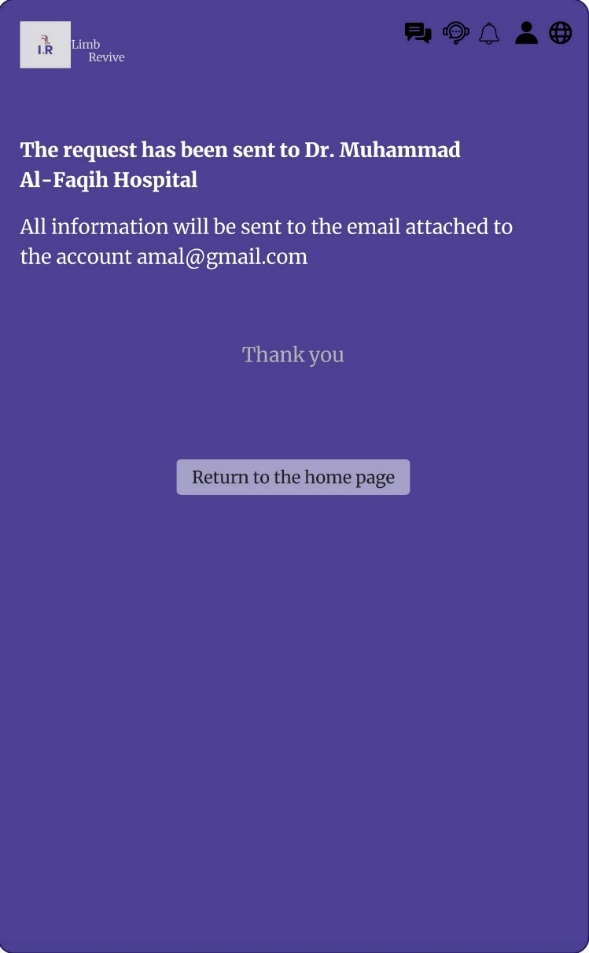 I.R
Limb
Revive
The request has been sent to Dr. Muhammad
Al-Faqih Hospital
All information will be sent to the email attached to
the account amal@gmail.com
Thank you
Return to the home page